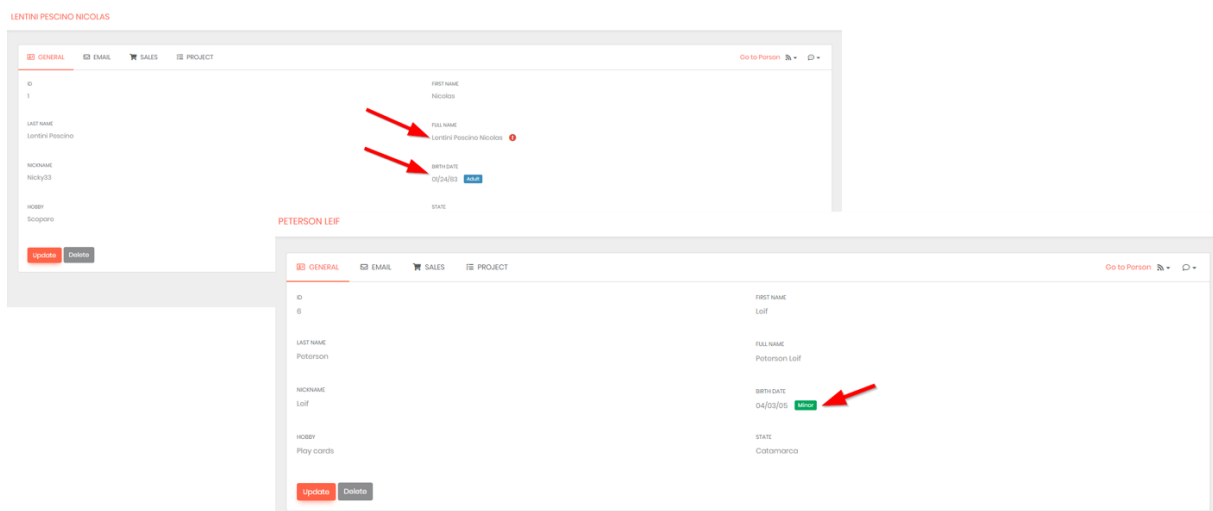 LENTINI PESCINO NICOLAS
GENERAL EMAIL SALES PROJECT Go to Person
ID FIRST NAME
1 Nicolas
LAST NAME FULL NAME
Lentini Pescino Lentini Pescino Nicolas
NICKNAME BIRTH DATE
Nicky33 01/24/83 Adult
HOBBY STATE
Scoparo
Update Delete
PETERSON LEIF
GENERAL EMAIL SALES PROJECT Go to Person
ID FIRST NAME
6 Leif
LAST NAME FULL NAME
Peterson Peterson Leif
NICKNAME BIRTH DATE
Leif 04/03/05 Minor
HOBBY STATE
Play cards Catamarca
Update Delete